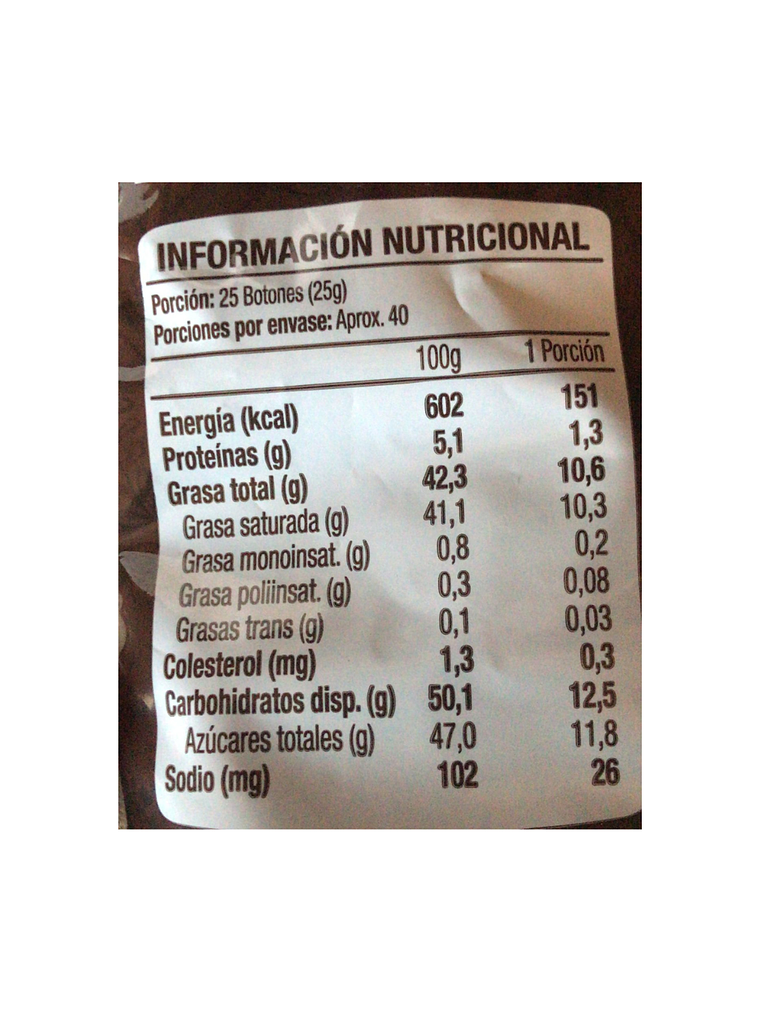 INFORMACIÓN NUTRICIONAL
Porción: 25 Botones (25g)
Porciones por envase: Aprox. 40
100g 1 Porción
Energía (kcal) 602 151
Proteínas (g) 5,1 1,3
Grasa total (g) 42,3 10,6
Grasa saturada (g) 41,1 10,3
Grasa monoinsat. (g) 0,8 0,2
Grasa poliinsat. (g) 0,3 0,08
Grasas trans (g) 0,1 0,03
Colesterol (mg) 1,3 0,3
Carbohidratos disp. (g) 50,1 12,5
Azúcares totales (g) 47,0 11,8
Sodio (mg) 102 26